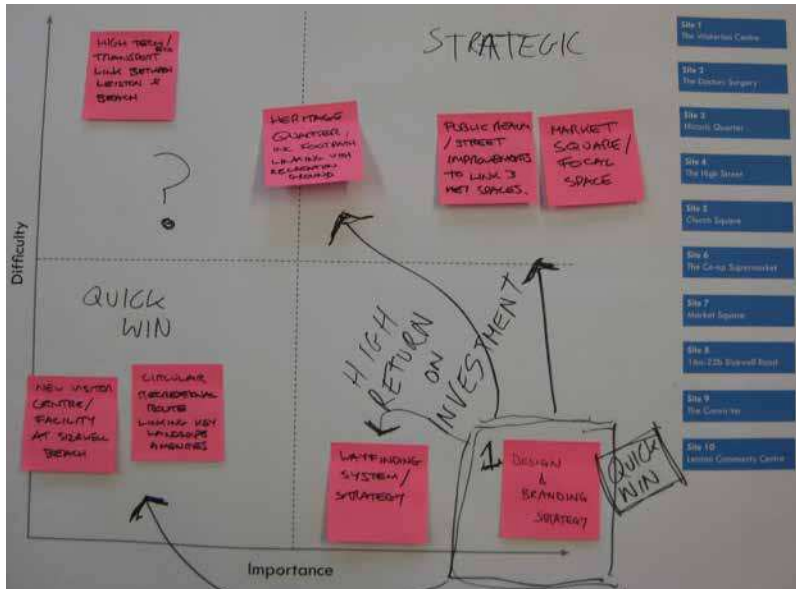 STRATEGIC
HIGH TECH/
TRANSPORT
LINK BETWEEN
LEISTON &
BEACH
HERITAGE
QUARTER,
FOOTPATH
LINKING WITH
RECREATION
GROUND
PUBLIC REALM
/STREET
IMPROVEMENTS
TO LINK 3
KEY SPACES.
MARKET
SQUARE/
FOCAL
SPACE
?
Difficulty
QUICK
WIN
HIGH
RETURN
ON
INVESTMENT
NEW VISITOR
CENTRE/
FACILITY
AT SIZEWELL
BEACH
CIRCULAR
RECREATIONAL
ROUTE
LINKING KEY
LANDSCAPE
AMENITIES
WAYFINDING
SYSTEM/
STRATEGY
1.
DESIGN
&
BRANDING
STRATEGY
QUICK
WIN
Importance
Site 1
The Waterloo Centre
Site 2
The Doctors Surgery
Site 3
Historic Quarter
Site 4
The High Street
Site 5
Church Square
Site 6
The Co-op Supermarket
Site 7
Market Square
Site 8
Sizewell Road
Site 9
The
Site 10
Leiston Community Centre